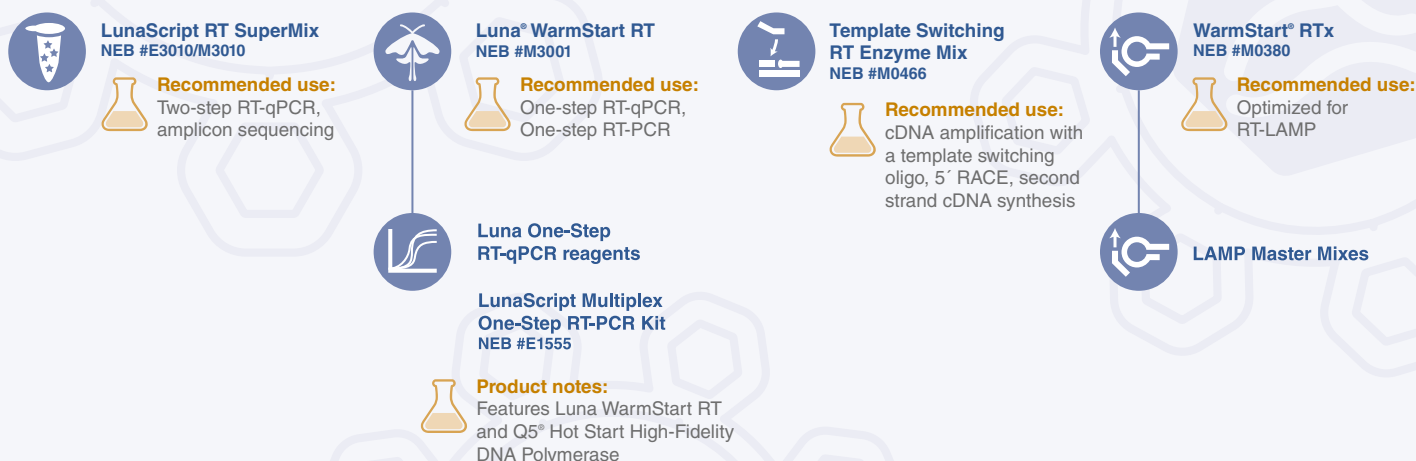 LunaScript RT SuperMix
NEB #E3010/M3010
Recommended use:
Two-step RT-qPCR,
amplicon sequencing
Luna® WarmStart RT
NEB #M3001
Recommended use:
One-step RT-qPCR,
One-step RT-PCR
Luna One-Step
RT-qPCR reagents
LunaScript Multiplex
One-Step RT-PCR Kit
NEB #E1555
Product notes:
Features Luna WarmStart RT
and Q5® Hot Start High-Fidelity
DNA Polymerase
Template Switching
RT Enzyme Mix
NEB #M0466
Recommended use:
cDNA amplification with
a template switching
oligo, 5´ RACE, second
strand cDNA synthesis
WarmStart® RTx
NEB #M0380
Recommended use:
Optimized for
RT-LAMP
LAMP Master Mixes